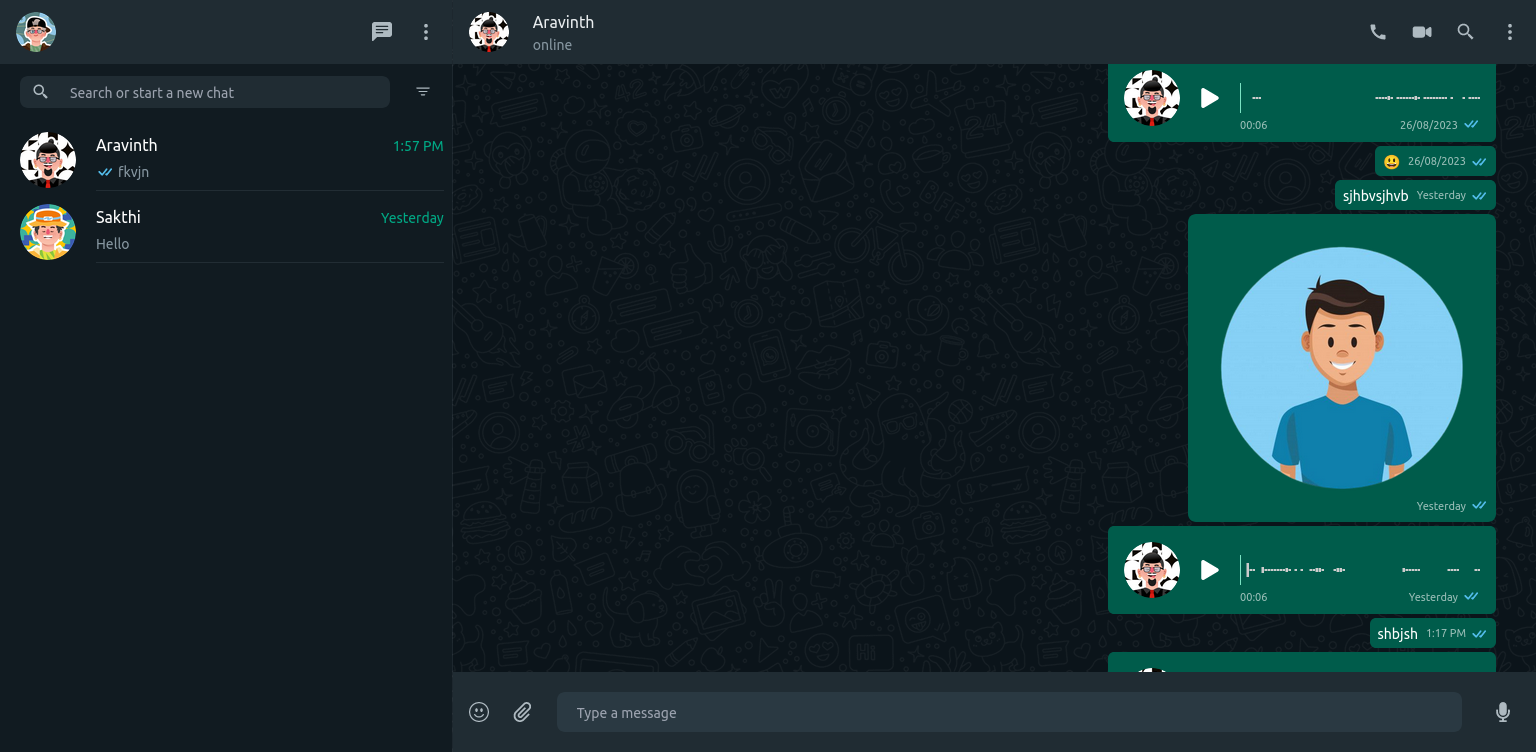 Aravinth
online
Search or start a new chat
Aravinth
1:57 PM
fkvjn
Sakthi
Yesterday
Hello
00:06
26/08/2023
😃 26/08/2023
sjhbvsjhvb Yesterday
Yesterday
00:06
Yesterday
shbjsh 1:17 PM
Hi
Type a message